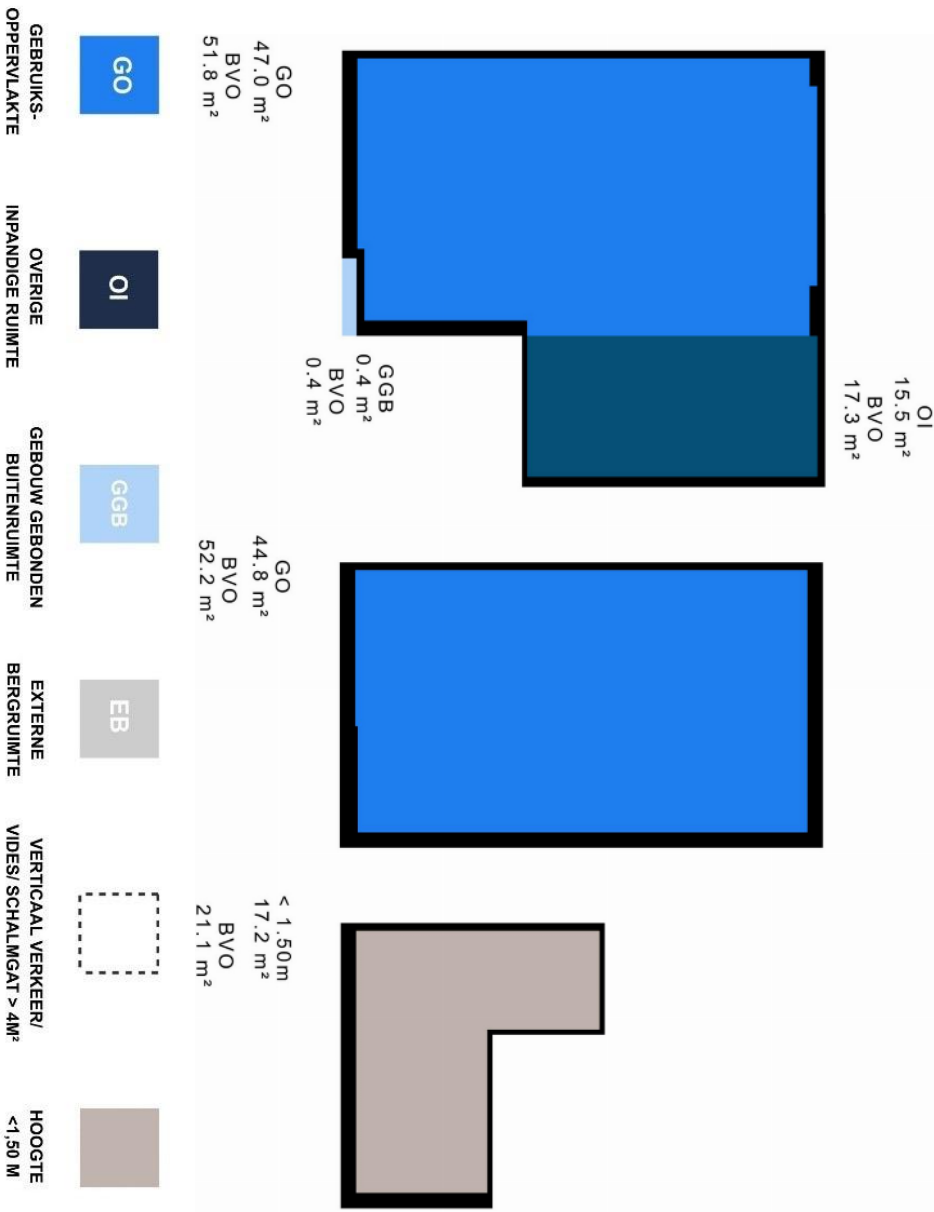 OI
15.5 m²
BVO
17.3 m²
GO
47.0 m²
BVO
51.8 m²
GGB
0.4 m²
BVO
0.4 m²
GO
44.8 m²
BVO
52.2 m²
< 1,50m
17.2 m²
BVO
21.1 m²
GO
GEBRUIKS-
OPPERVLAKTE
OI
OVERIGE
INPANDIGE RUIMTE
GGB
GEBOUW GEBONDEN
BUITENRUIMTE
EB
EXTERNE
BERGRUIMTE
VERTICAAL VERKEER/
VIDES/ SCHALMGAT > 4M²
HOOGTE
<1,50 M